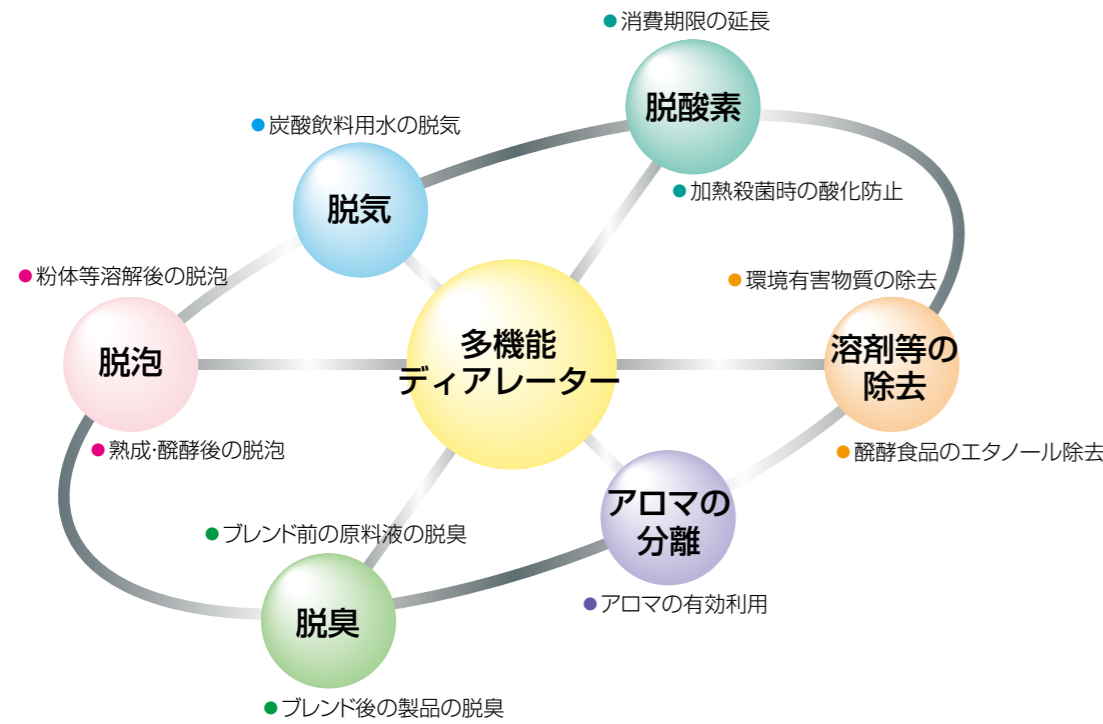 消費期限の延長
脱酸素
炭酸飲料用水の脱気
脱気
加熱殺菌時の酸化防止
粉体等溶解後の脱泡
環境有害物質の除去
脱泡
多機能
ディアレーター
溶剤等の
除去
熟成・醗酵後の脱泡
醗酵食品のエタノール除去
アロマの
分離
ブレンド前の原料液の脱臭
アロマの有効利用
脱臭
ブレンド後の製品の脱臭